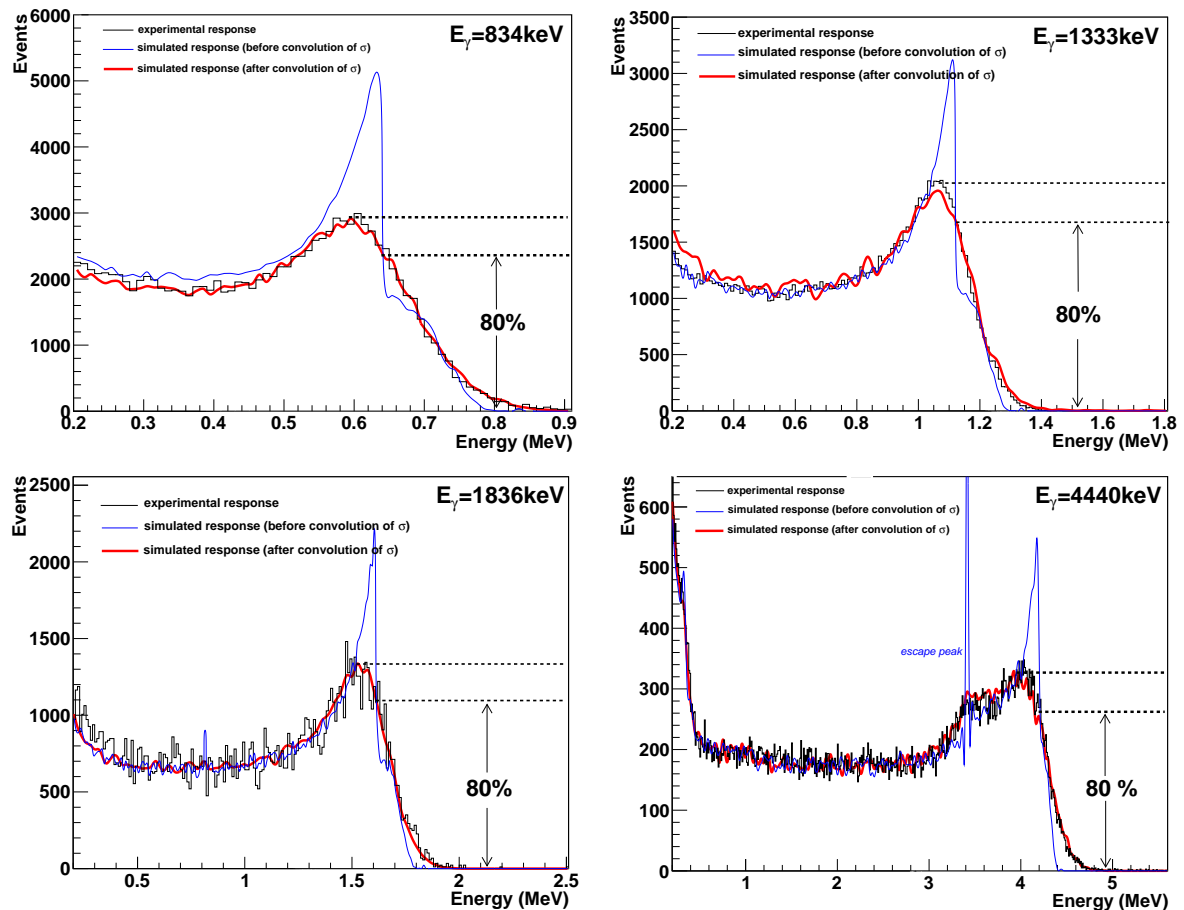 6000
5000
4000
3000
2000
1000
0
Events
experimental response
simulated response (before convolution of σ)
simulated response (after convolution of σ)
Eγ=834keV
80%
0.2 0.3 0.4 0.5 0.6 0.7 0.8 0.9
Energy (MeV)
3500
3000
2500
2000
1500
1000
500
0
Events
experimental response
simulated response (before convolution of σ)
simulated response (after convolution of σ)
Eγ=1333keV
80%
0.2 0.4 0.6 0.8 1 1.2 1.4 1.6 1.8
Energy (MeV)
2500
2000
1500
1000
500
0
Events
experimental response
simulated response (before convolution of σ)
simulated response (after convolution of σ)
Eγ=1836keV
80%
0.5 1 1.5 2 2.5
Energy (MeV)
600
500
400
300
200
100
0
Events
experimental response
simulated response (before convolution of σ)
simulated response (after convolution of σ)
Eγ=4440keV
escape peak
80 %
1 2 3 4 5
Energy (MeV)